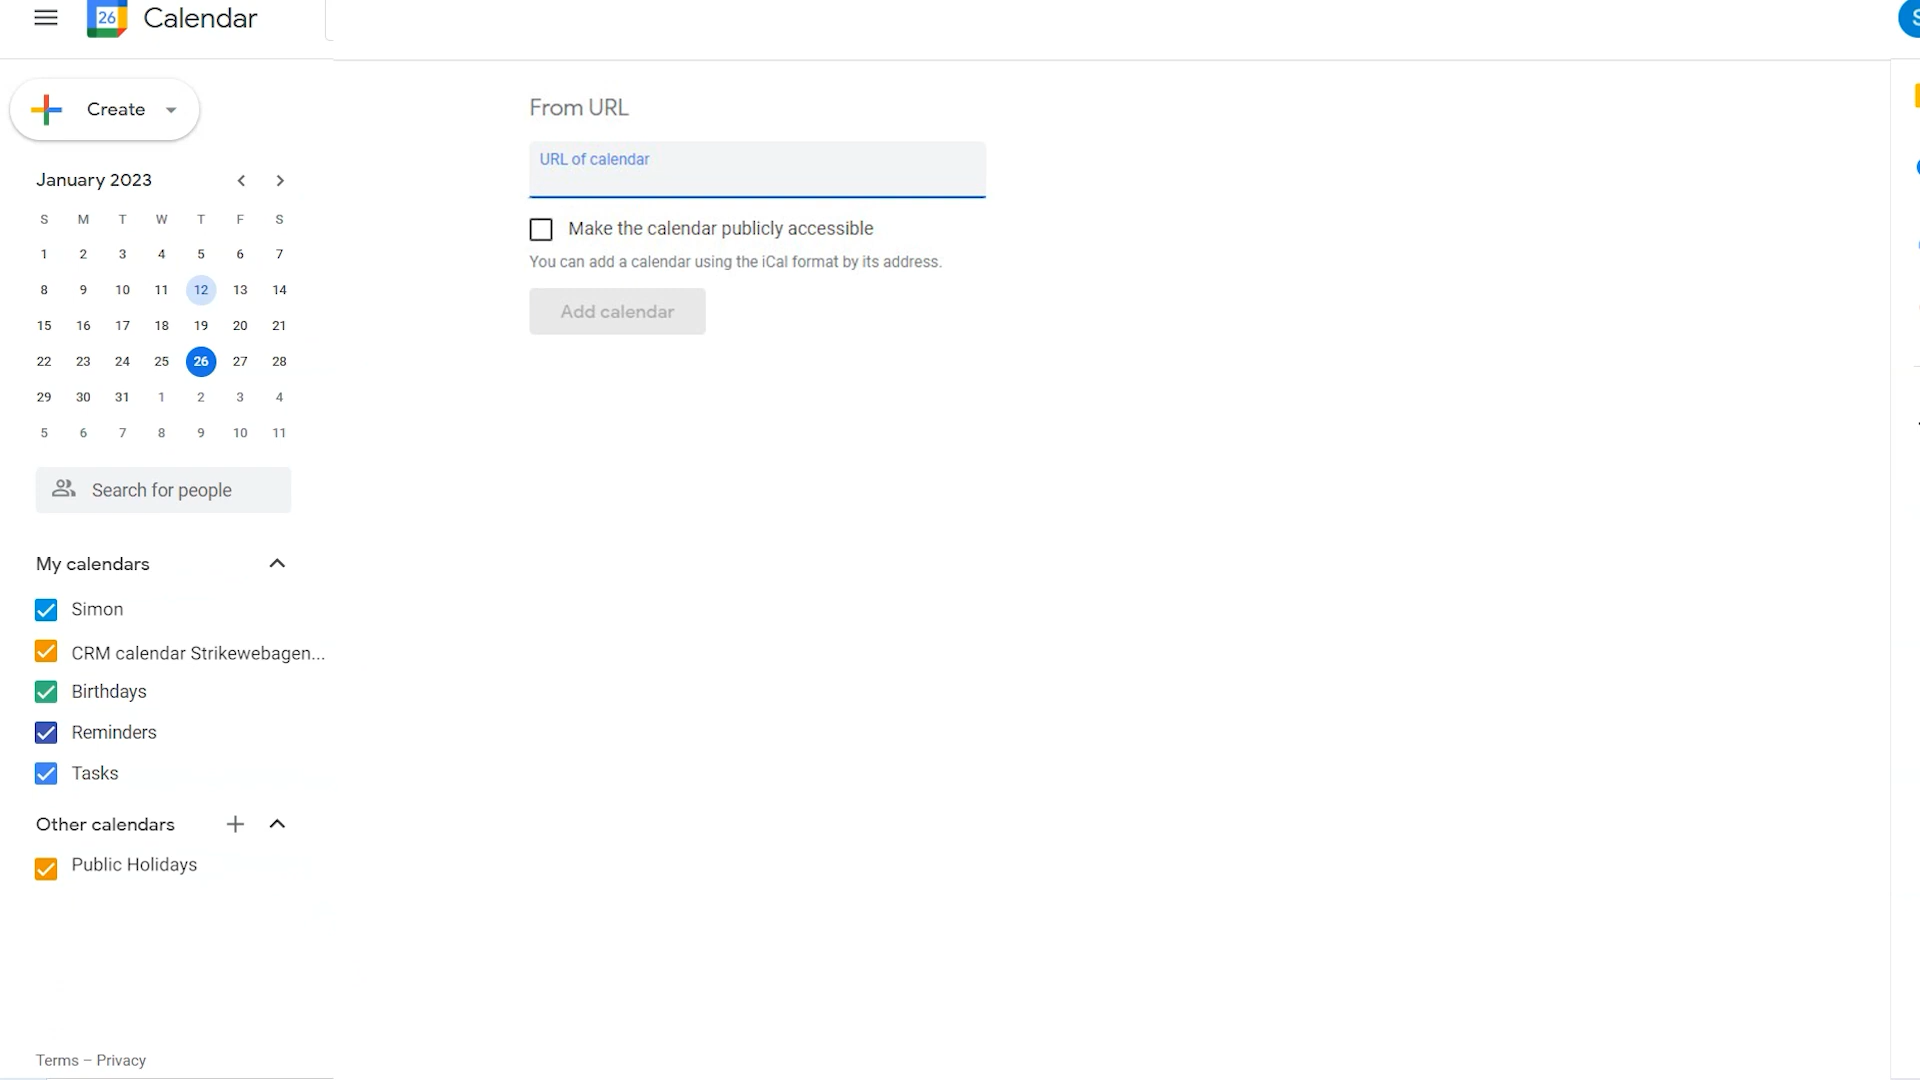 26 Calendar
Create
January 2023
S M T W T F S
1 2 3 4 5 6 7
8 9 10 11 12 13 14
15 16 17 18 19 20 21
22 23 24 25 26 27 28
29 30 31 1 2 3 4
5 6 7 8 9 10 11
Search for people
My calendars
Simon
CRM calendar Strikewebagen...
Birthdays
Reminders
Tasks
Other calendars
Public Holidays
Terms – Privacy
From URL
URL of calendar
Make the calendar publicly accessible
You can add a calendar using the iCal format by its address.
Add calendar
S